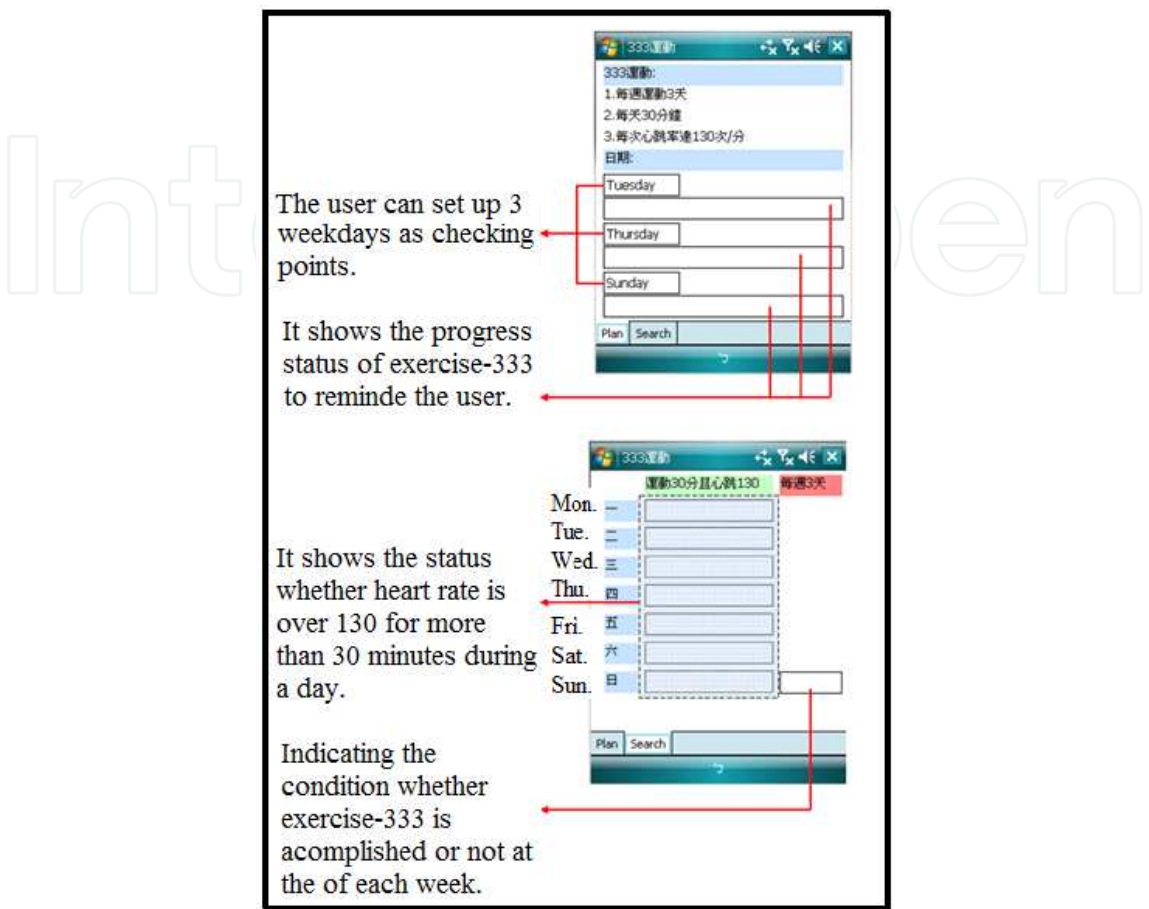 333運動
333運動:
1.每週運動3天
2.每天30分鐘
3.每次心跳率達130次/分
日期:
Tuesday
Thursday
Sunday
Plan Search
The user can set up 3
weekdays as checking
points.
It shows the progress
status of exercise-333
to reminde the user.
333運動
運動30分且心跳130 每週3天
Mon. 一
Tue. 二
Wed. 三
Thu. 四
Fri. 五
Sat. 六
Sun. 日
Plan Search
It shows the status
whether heart rate is
over 130 for more
than 30 minutes during
a day.
Indicating the
condition whether
exercise-333 is
acomplished or not at
the of each week.